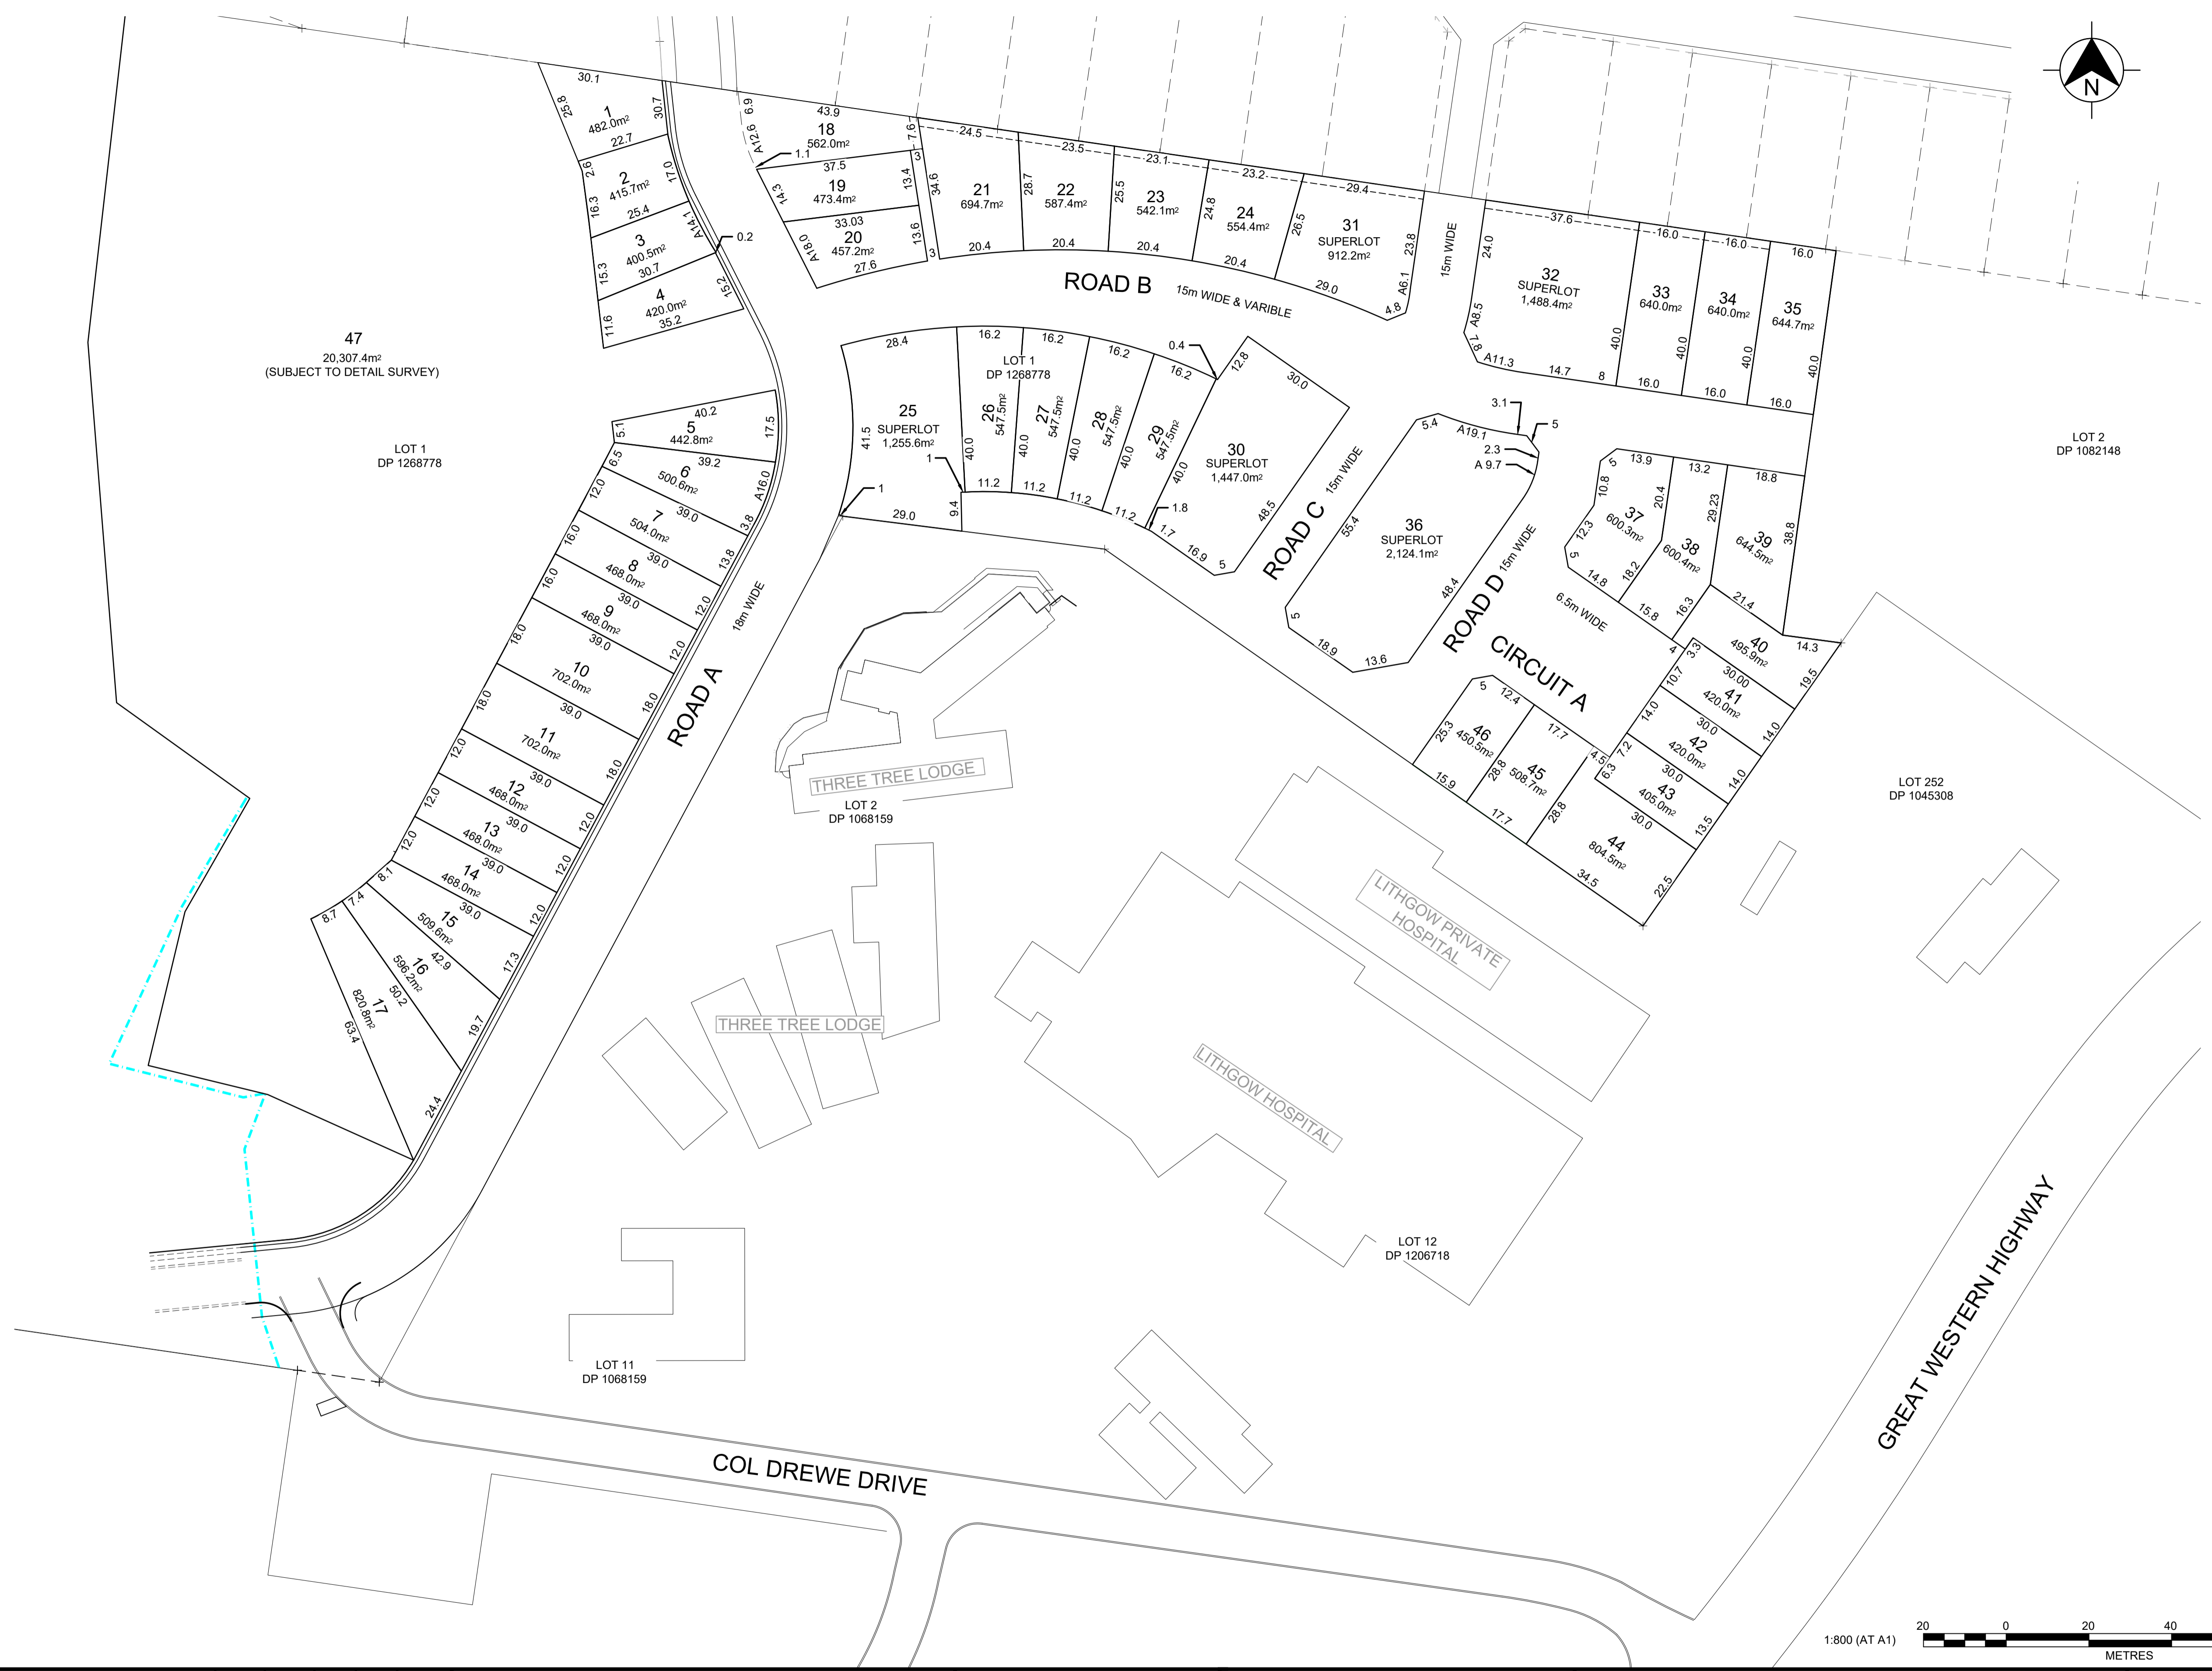 N
30.1
25.8
1
482.0m²
30.7
22.7
2.6
2
415.7m²
17.0
16.3
25.4
A14.1
3
400.5m²
30.7
0.2
15.3
4
420.0m²
35.2
15.2
11.6
6.9
A12.6
43.9
18
562.0m²
7.6
1.1
37.5
3
19
473.4m²
14.3
13.4
34.6
33.03
20
457.2m²
A18.0
13.6
27.6
3
24.5
21
694.7m²
28.7
20.4
23.5
22
587.4m²
25.5
20.4
23.1
23
542.1m²
24.8
20.4
23.2
24
554.4m²
26.5
20.4
29.4
31
SUPERLOT
912.2m²
23.8
A6.1
29.0
4.8
15m WIDE
37.6
24.0
32
SUPERLOT
1,488.4m²
A8.5
7.8
A11.3
14.7
8
40.0
16.0
33
640.0m²
40.0
16.0
16.0
34
640.0m²
40.0
16.0
16.0
35
644.7m²
40.0
16.0
ROAD B
15m WIDE & VARIBLE
47
20,307.4m²
(SUBJECT TO DETAIL SURVEY)
LOT 1
DP 1268778
40.2
5.1
5
442.8m²
17.5
39.2
6.5
6
500.6m²
A16.0
39.0
3.8
12.0
7
504.0m²
39.0
13.8
16.0
8
468.0m²
39.0
12.0
16.0
9
468.0m²
39.0
12.0
18.0
10
702.0m²
39.0
18.0
18.0
11
702.0m²
39.0
18.0
12.0
12
468.0m²
39.0
12.0
12.0
13
468.0m²
39.0
12.0
12.0
14
468.0m²
39.0
12.0
8.1
15
509.6m²
42.9
17.3
7.4
16
596.2m²
50.2
19.7
8.7
17
820.8m²
63.4
24.4
18m WIDE
ROAD A
28.4
25
SUPERLOT
1,255.6m²
41.5
1
1
29.0
9.4
16.2
LOT 1
DP 1268778
26
547.5m²
40.0
11.2
16.2
27
547.5m²
40.0
11.2
16.2
28
547.5m²
40.0
11.2
16.2
29
547.5m²
40.0
40.0
11.2
0.4
12.8
30.0
30
SUPERLOT
1,447.0m²
48.5
1.8
1.7
16.9
5
ROAD C
15m WIDE
5.4
A19.1
3.1
5
2.3
A 9.7
36
SUPERLOT
2,124.1m²
55.4
48.4
5
18.9
13.6
ROAD D
15m WIDE
5
13.9
10.8
37
600.3m²
20.4
12.3
5
14.8
18.2
13.2
38
600.4m²
29.23
15.8
16.3
18.8
39
644.5m²
38.8
21.4
6.5m WIDE
CIRCUIT A
40
495.9m²
14.3
19.5
4
3.3
30.00
41
420.0m²
10.7
14.0
30.0
42
420.0m²
14.0
14.0
7.2
30.0
43
405.0m²
4.5
6.3
13.5
30.0
44
804.5m²
28.8
22.5
34.5
5
12.4
46
450.5m²
25.3
15.9
17.7
45
508.7m²
28.8
17.7
LOT 2
DP 1082148
LOT 252
DP 1045308
THREE TREE LODGE
LOT 2
DP 1068159
THREE TREE LODGE
LITHGOW PRIVATE
HOSPITAL
LITHGOW HOSPITAL
LOT 12
DP 1206718
LOT 11
DP 1068159
COL DREWE DRIVE
GREAT WESTERN HIGHWAY
1:800 (AT A1)
20 0 20 40
METRES